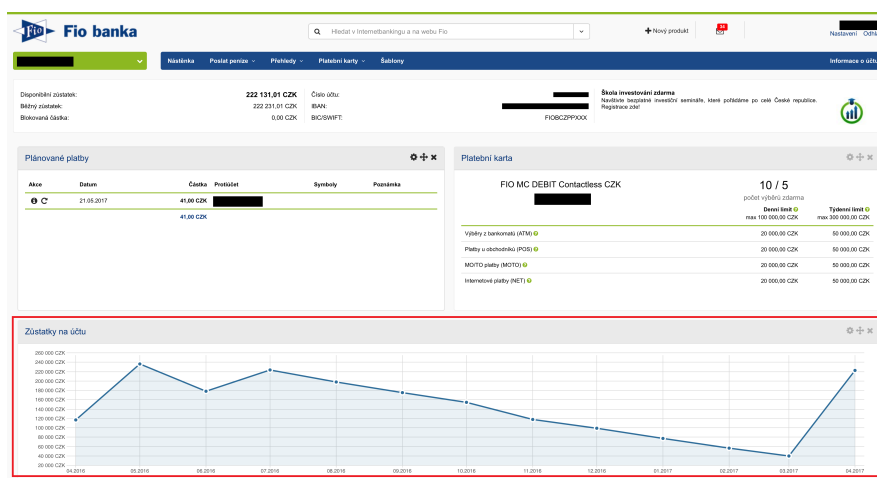 Fio Fio banka
Hledat v Internetbankingu a na webu Fio
Nový produkt
34
Nastavení Odhl
Nástěnka Poslat peníze Přehledy Platební karty Šablony Informace o účtu
Disponibilní zůstatek: 222 131,01 CZK
Běžný zůstatek: 222 231,01 CZK
Blokovaná částka: 0,00 CZK
Číslo účtu:
IBAN:
BIC/SWIFT: FIOBCZPPXXX
Škola investování zdarma
Navštivte bezplatné investiční semináře, které pořádáme po celé České republice.
Registrace zde!
Plánované platby
Akce Datum Částka Protiúčet Symboly Poznámka
21.05.2017 41,00 CZK
41,00 CZK
Platební karta
FIO MC DEBIT Contactless CZK
10 / 5
počet výběrů zdarma
Denní limit Týdenní limit
max 100 000,00 CZK max 300 000,00 CZK
Výběry z bankomatů (ATM) 20 000,00 CZK 50 000,00 CZK
Platby u obchodníků (POS) 20 000,00 CZK 50 000,00 CZK
MO/TO platby (MOTO) 20 000,00 CZK 50 000,00 CZK
Internetové platby (NET) 20 000,00 CZK 50 000,00 CZK
Zůstatky na účtu
260 000 CZK
240 000 CZK
220 000 CZK
200 000 CZK
180 000 CZK
160 000 CZK
140 000 CZK
120 000 CZK
100 000 CZK
80 000 CZK
60 000 CZK
40 000 CZK
20 000 CZK
04.2016 05.2016 06.2016 07.2016 08.2016 09.2016 10.2016 11.2016 12.2016 01.2017 02.2017 03.2017 04.2017